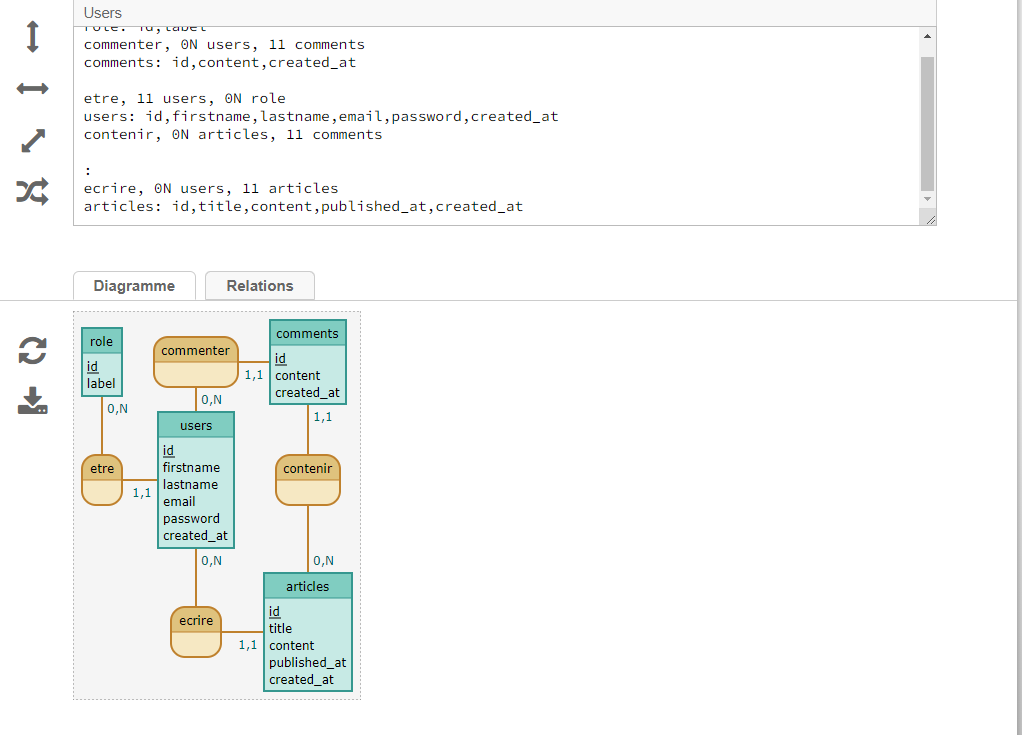 Users
role: id,label
commenter, 0N users, 11 comments
comments: id,content,created_at
etre, 11 users, 0N role
users: id,firstname,lastname,email,password,created_at
contenir, 0N articles, 11 comments
:
ecrire, 0N users, 11 articles
articles: id,title,content,published_at,created_at
Diagramme
Relations
role
id
label
0,N
commenter
1,1
0,N
comments
id
content
created_at
1,1
etre
1,1
users
id
firstname
lastname
email
password
created_at
0,N
contenir
0,N
ecrire
1,1
articles
id
title
content
published_at
created_at